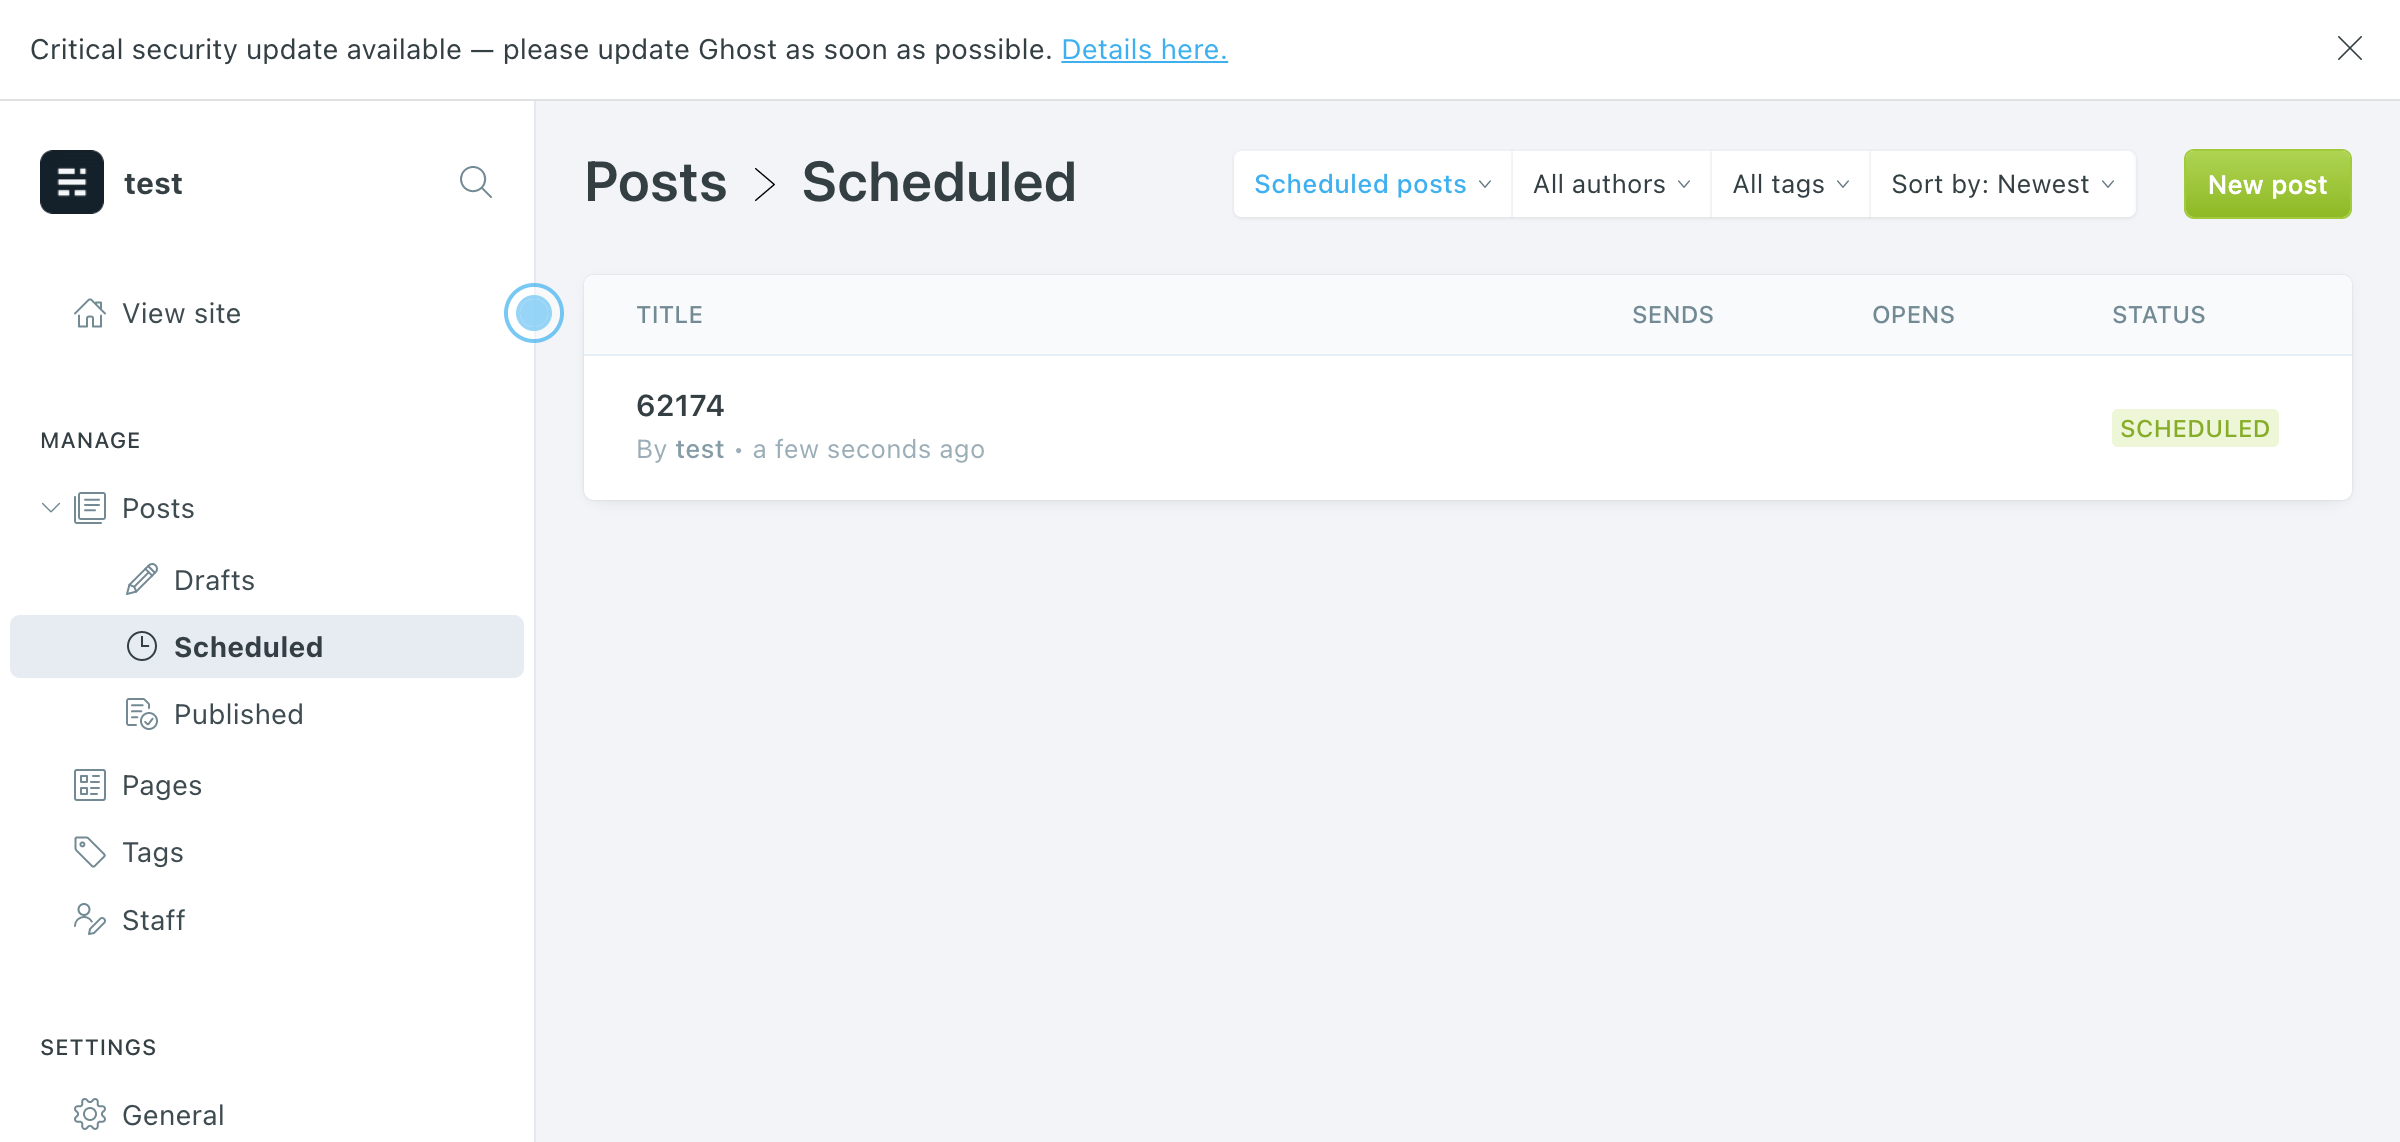 Critical security update available — please update Ghost as soon as possible. Details here.
test
View site
MANAGE
Posts
Drafts
Scheduled
Published
Pages
Tags
Staff
SETTINGS
General
Posts > Scheduled
Scheduled posts
All authors
All tags
Sort by: Newest
New post
TITLE SENDS OPENS STATUS
62174
By test • a few seconds ago
SCHEDULED